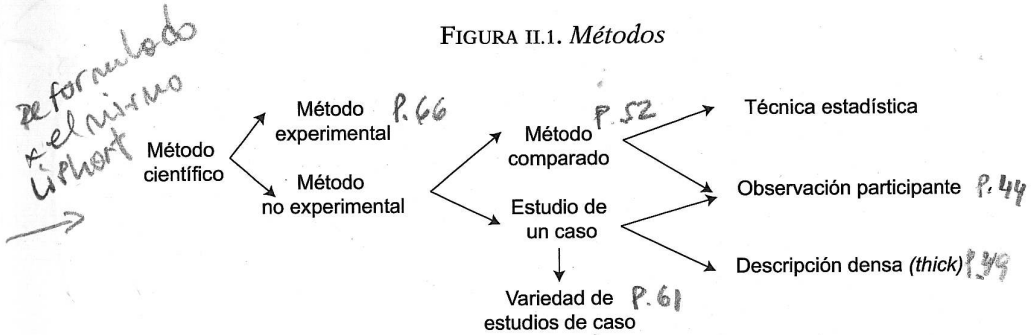 FIGURA II.1. Métodos
reformulado
x el mismo
Lijphart
Método
científico
Método
experimental P.66
Método
no experimental
Método P.52
comparado
Estudio de
un caso
Variedad de P.61
estudios de caso
Técnica estadística
Observación participante P.44
Descripción densa (thick) P.49